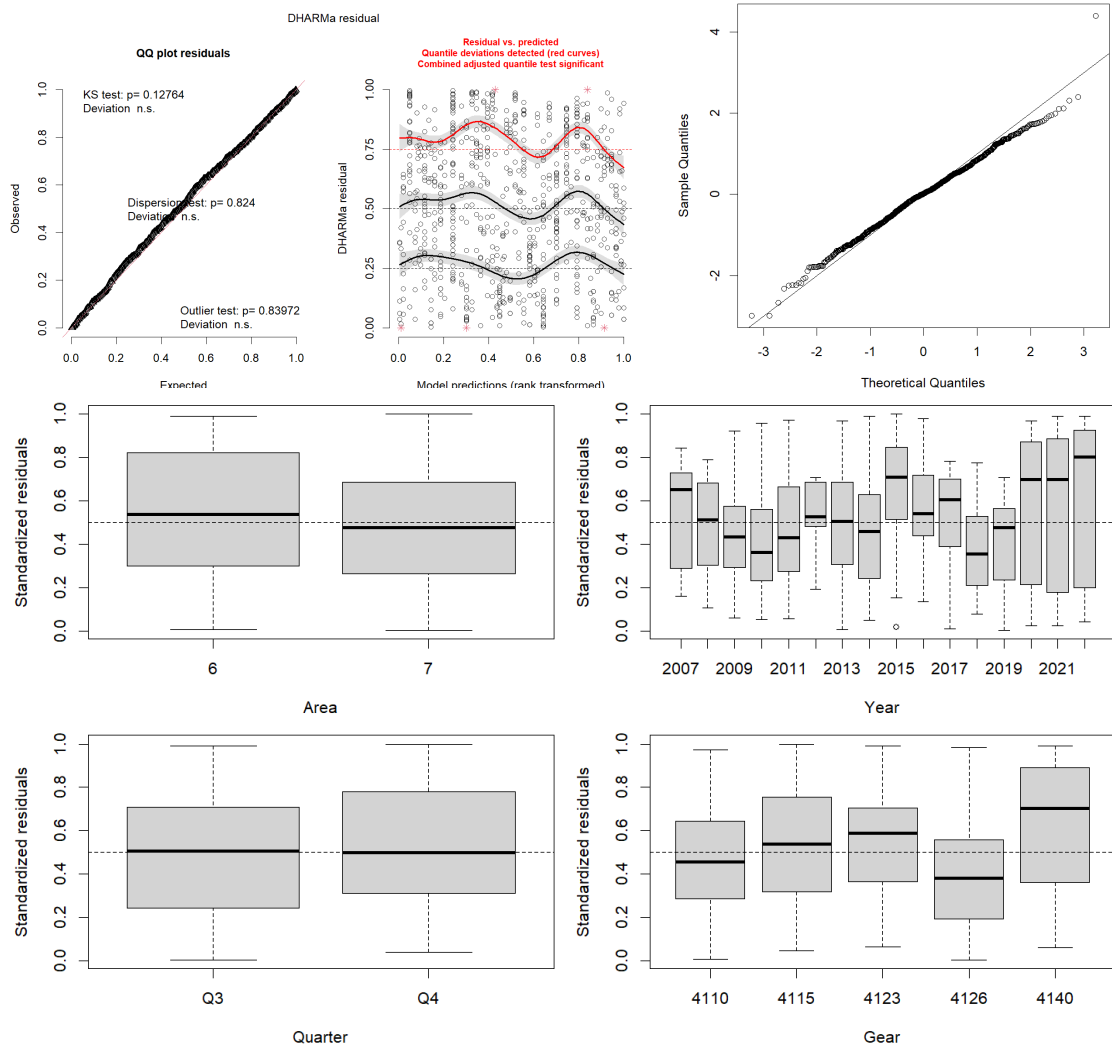 DHARMa residual
QQ plot residuals
KS test: p= 0.12764
Deviation n.s.
Dispersion test: p= 0.824
Deviation n.s.
Outlier test: p= 0.83972
Deviation n.s.
Observed
0.0 0.2 0.4 0.6 0.8 1.0
0.0 0.2 0.4 0.6 0.8 1.0
Expected
Residual vs. predicted
Quantile deviations detected (red curves)
Combined adjusted quantile test significant
DHARMa residual
0.00 0.25 0.50 0.75 1.00
0.0 0.2 0.4 0.6 0.8 1.0
Model predictions (rank transformed)
Sample Quantiles
-2 0 2 4
-3 -2 -1 0 1 2 3
Theoretical Quantiles
Standardized residuals
0.0 0.2 0.4 0.6 0.8 1.0
6 7
Area
Standardized residuals
0.0 0.2 0.4 0.6 0.8 1.0
2007 2009 2011 2013 2015 2017 2019 2021
Year
Standardized residuals
0.0 0.2 0.4 0.6 0.8 1.0
Q3 Q4
Quarter
Standardized residuals
0.0 0.2 0.4 0.6 0.8 1.0
4110 4115 4123 4126 4140
Gear